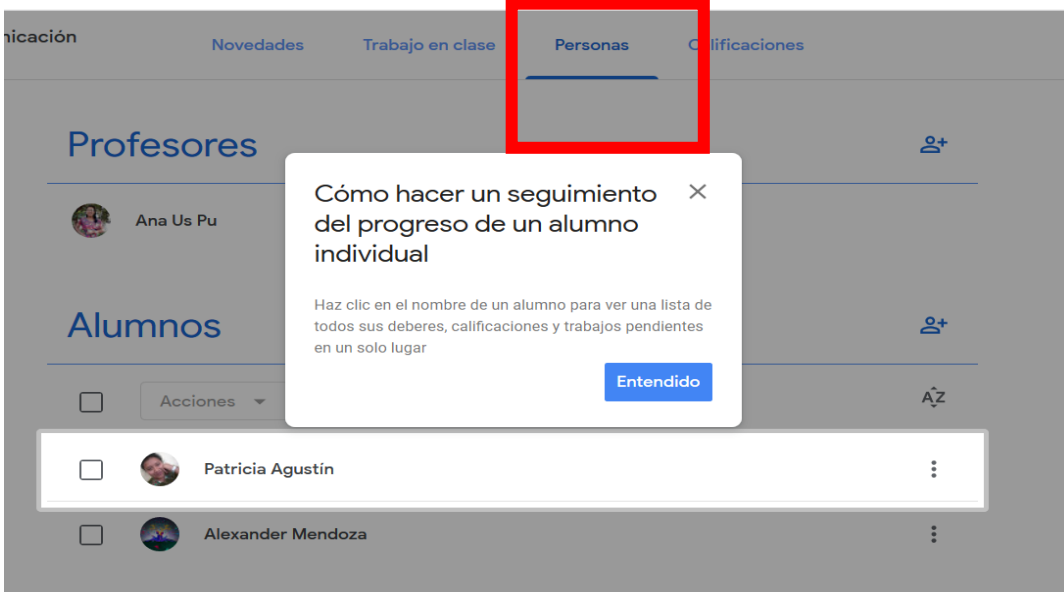 nicación
Novedades Trabajo en clase Personas Calificaciones
Profesores
Ana Us Pu
Cómo hacer un seguimiento
del progreso de un alumno
individual
Haz clic en el nombre de un alumno para ver una lista de
todos sus deberes, calificaciones y trabajos pendientes
en un solo lugar
Entendido
Alumnos
Acciones
AZ
Patricia Agustín
Alexander Mendoza